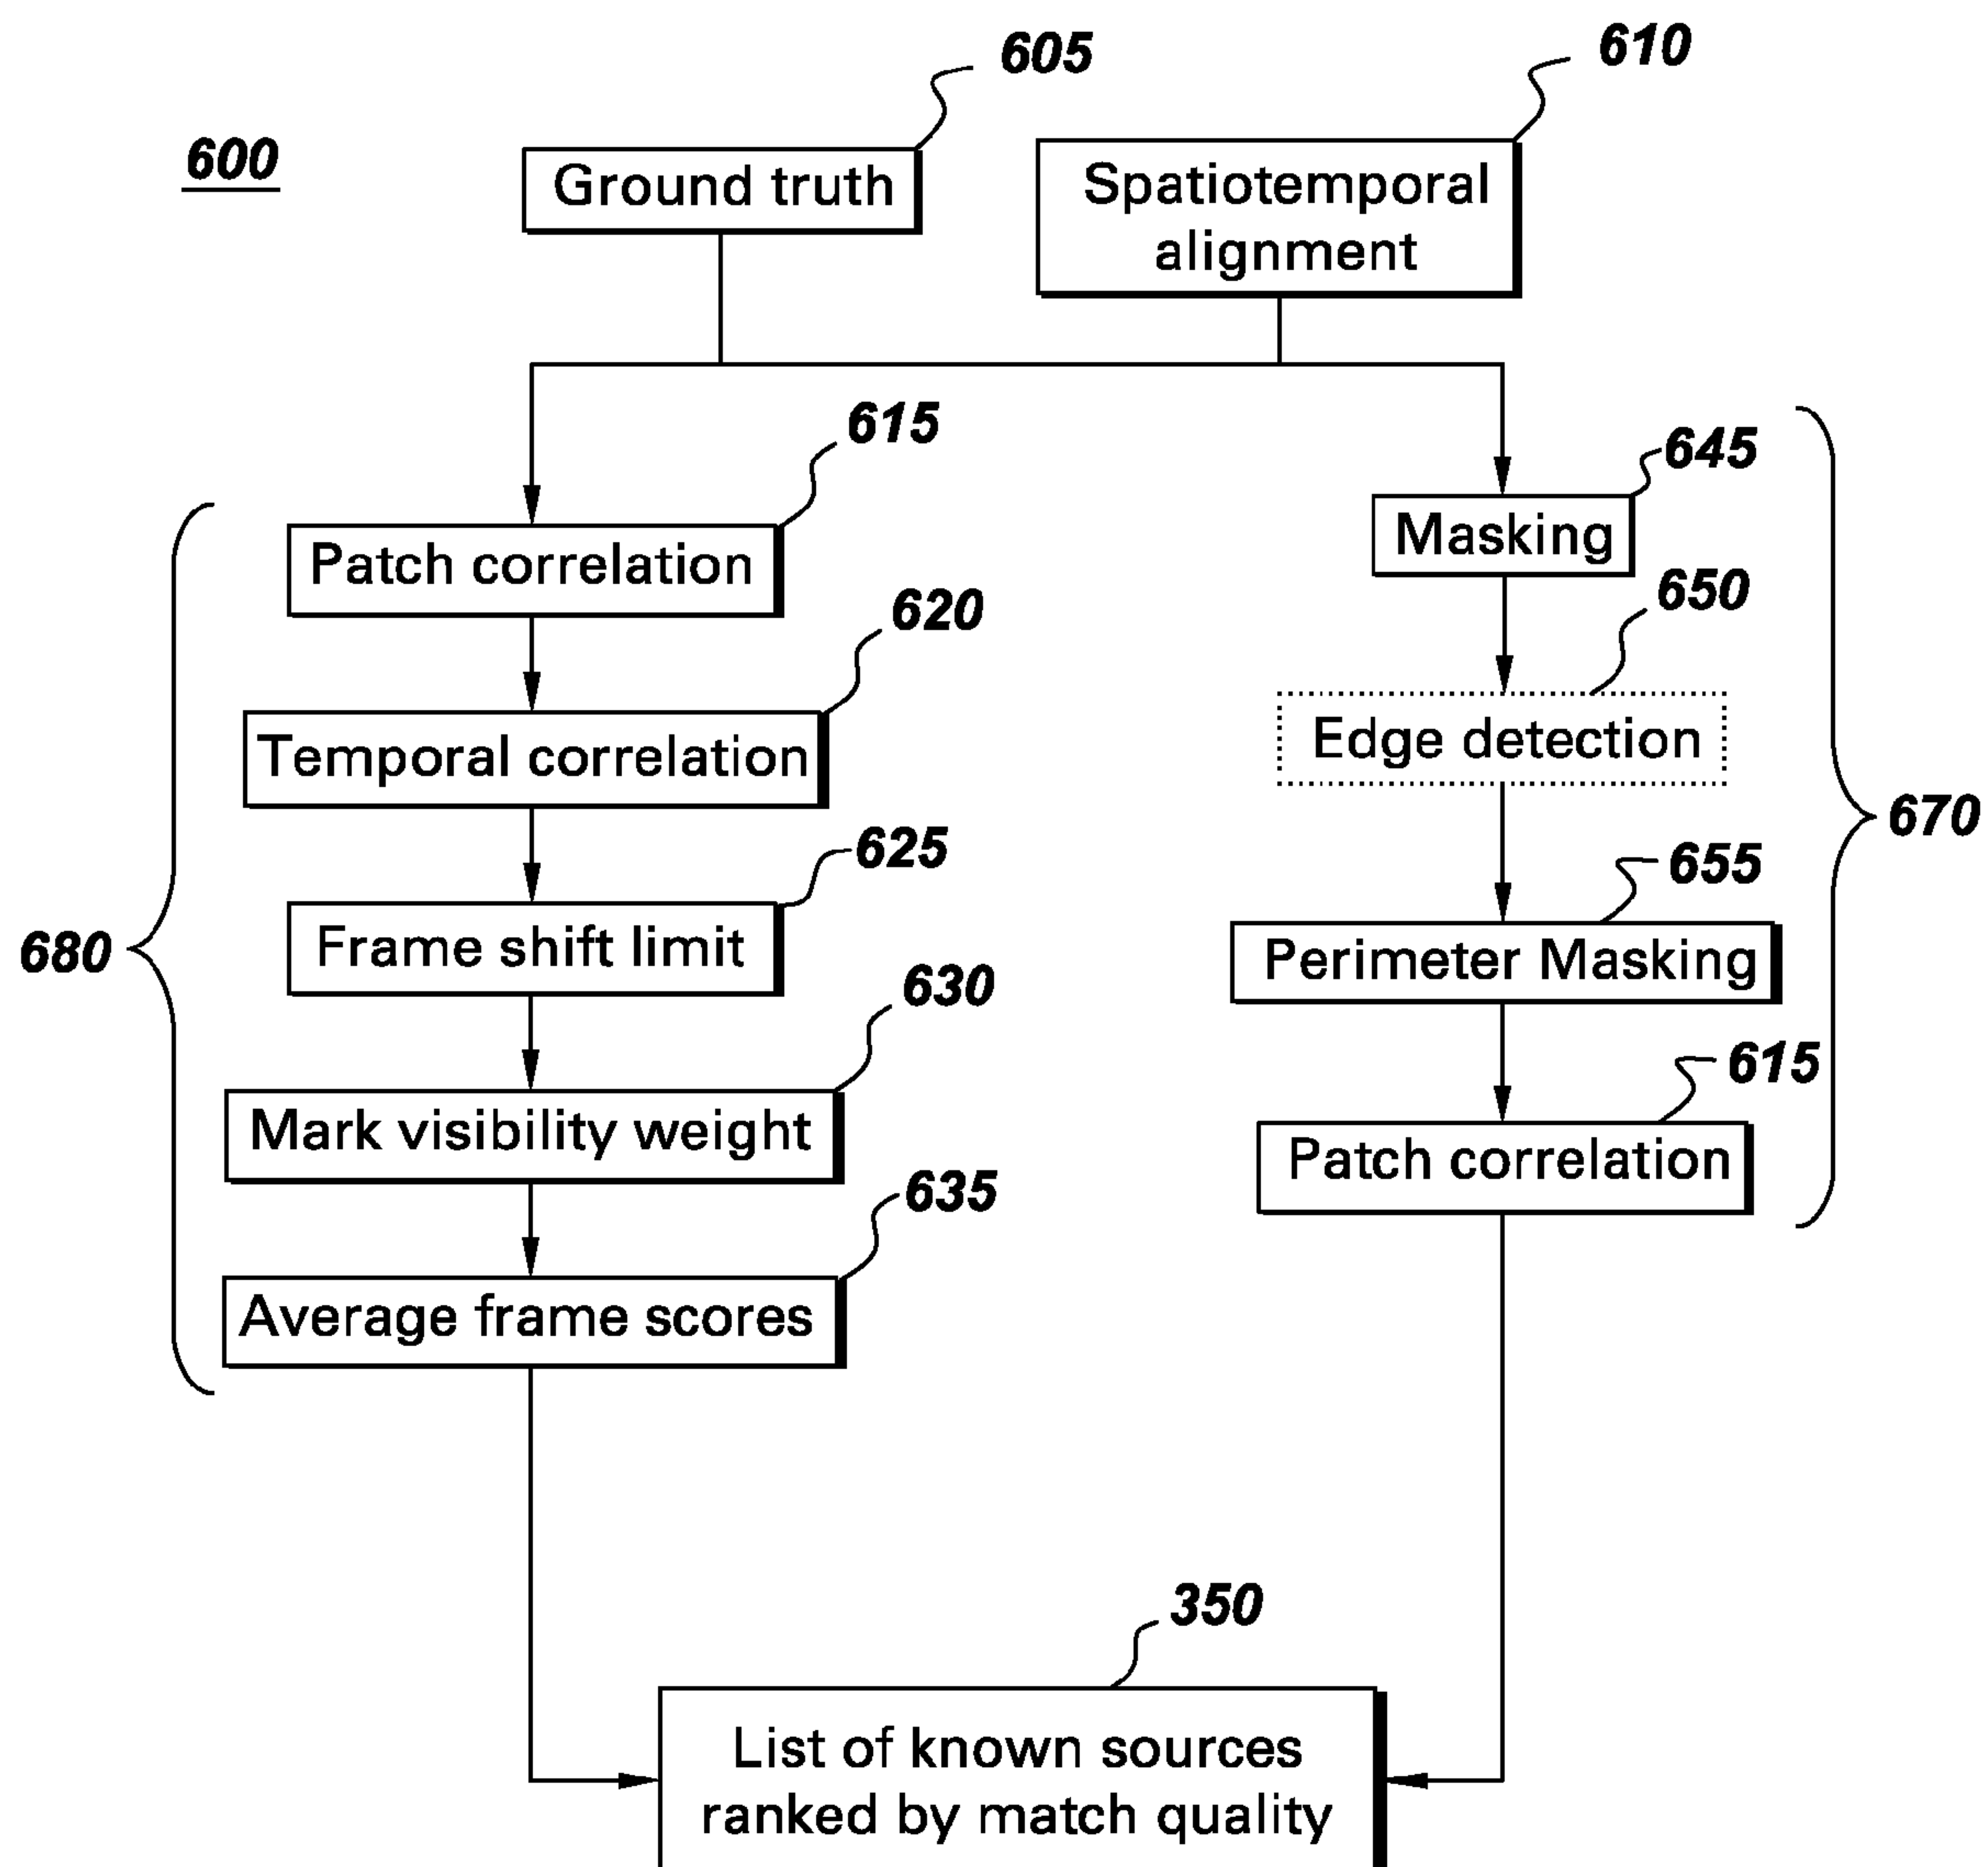 600
605
610
Ground truth
Spatiotemporal
alignment
615
645
Patch correlation
Masking
620
650
Temporal correlation
Edge detection
625
670
655
680
Frame shift limit
Perimeter Masking
630
615
Mark visibility weight
Patch correlation
635
Average frame scores
350
List of known sources
ranked by match quality